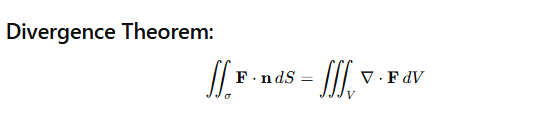 Divergence Theorem:
∬_σ 𝐅 · 𝐧 dS = ∭_V ∇ · 𝐅 dV